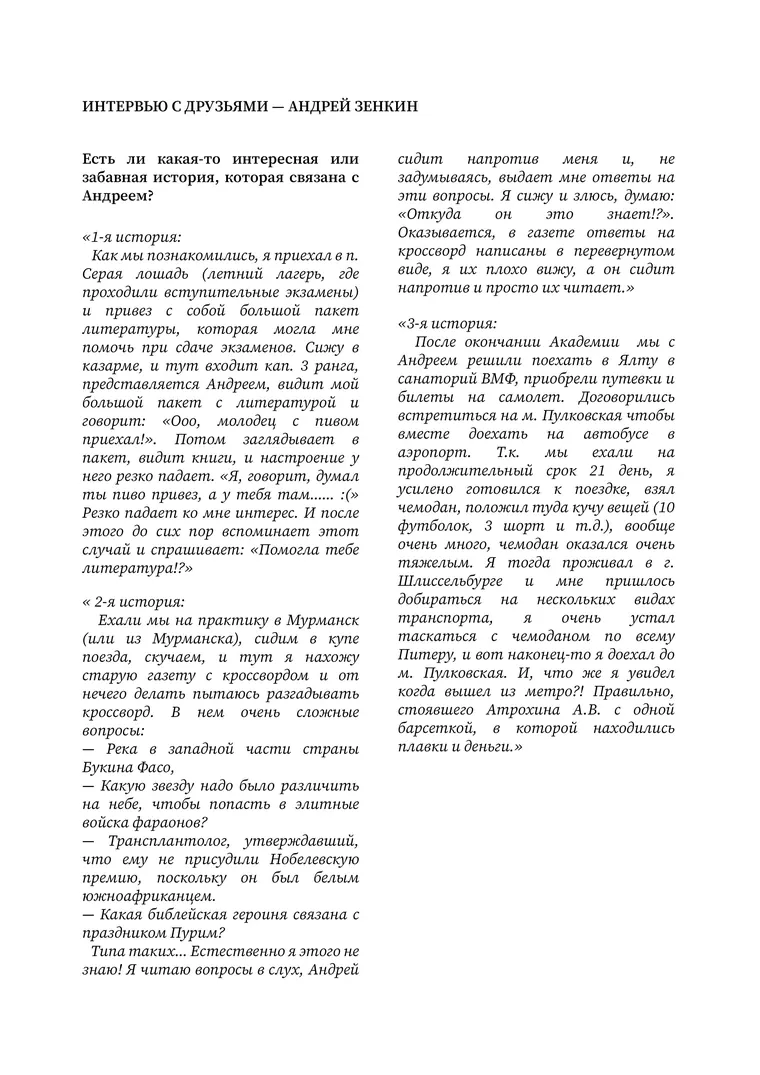 ИНТЕРВЬЮ С ДРУЗЬЯМИ — АНДРЕЙ ЗЕНКИН
Есть ли какая-то интересная или
забавная история, которая связана с
Андреем?
«1-я история:
Как мы познакомились, я приехал в п.
Серая лошадь (летний лагерь, где
проходили вступительные экзамены)
и привез с собой большой пакет
литературы, которая могла мне
помочь при сдаче экзаменов. Сижу в
казарме, и тут входит кап. 3 ранга,
представляется Андреем, видит мой
большой пакет с литературой и
говорит: «Ооо, молодец с пивом
приехал!». Потом заглядывает в
пакет, видит книги, и настроение у
него резко падает. «Я, говорит, думал
ты пиво привез, а у тебя там...... :(»
Резко падает ко мне интерес. И после
этого до сих пор вспоминает этот
случай и спрашивает: «Помогла тебе
литература!?»
« 2-я история:
Ехали мы на практику в Мурманск
(или из Мурманска), сидим в купе
поезда, скучаем, и тут я нахожу
старую газету с кроссвордом и от
нечего делать пытаюсь разгадывать
кроссворд. В нем очень сложные
вопросы:
— Река в западной части страны
Букина Фасо,
— Какую звезду надо было различить
на небе, чтобы попасть в элитные
войска фараонов?
— Трансплантолог, утверждавший,
что ему не присудили Нобелевскую
премию, поскольку он был белым
южноафриканцем.
— Какая библейская героиня связана с
праздником Пурим?
Типа таких... Естественно я этого не
знаю! Я читаю вопросы в слух, Андрей
сидит напротив меня и, не
задумываясь, выдает мне ответы на
эти вопросы. Я сижу и злюсь, думаю:
«Откуда он это знает!?».
Оказывается, в газете ответы на
кроссворд написаны в перевернутом
виде, я их плохо вижу, а он сидит
напротив и просто их читает.»
«3-я история:
После окончании Академии мы с
Андреем решили поехать в Ялту в
санаторий ВМФ, приобрели путевки и
билеты на самолет. Договорились
встретиться на м. Пулковская чтобы
вместе доехать на автобусе в
аэропорт. Т.к. мы ехали на
продолжительный срок 21 день, я
усилено готовился к поездке, взял
чемодан, положил туда кучу вещей (10
футболок, 3 шорт и т.д.), вообще
очень много, чемодан оказался очень
тяжелым. Я тогда проживал в г.
Шлиссельбурге и мне пришлось
добираться на нескольких видах
транспорта, я очень устал
таскаться с чемоданом по всему
Питеру, и вот наконец-то я доехал до
м. Пулковская. И, что же я увидел
когда вышел из метро?! Правильно,
стоявшего Атрохина А.В. с одной
барсеткой, в которой находились
плавки и деньги.»